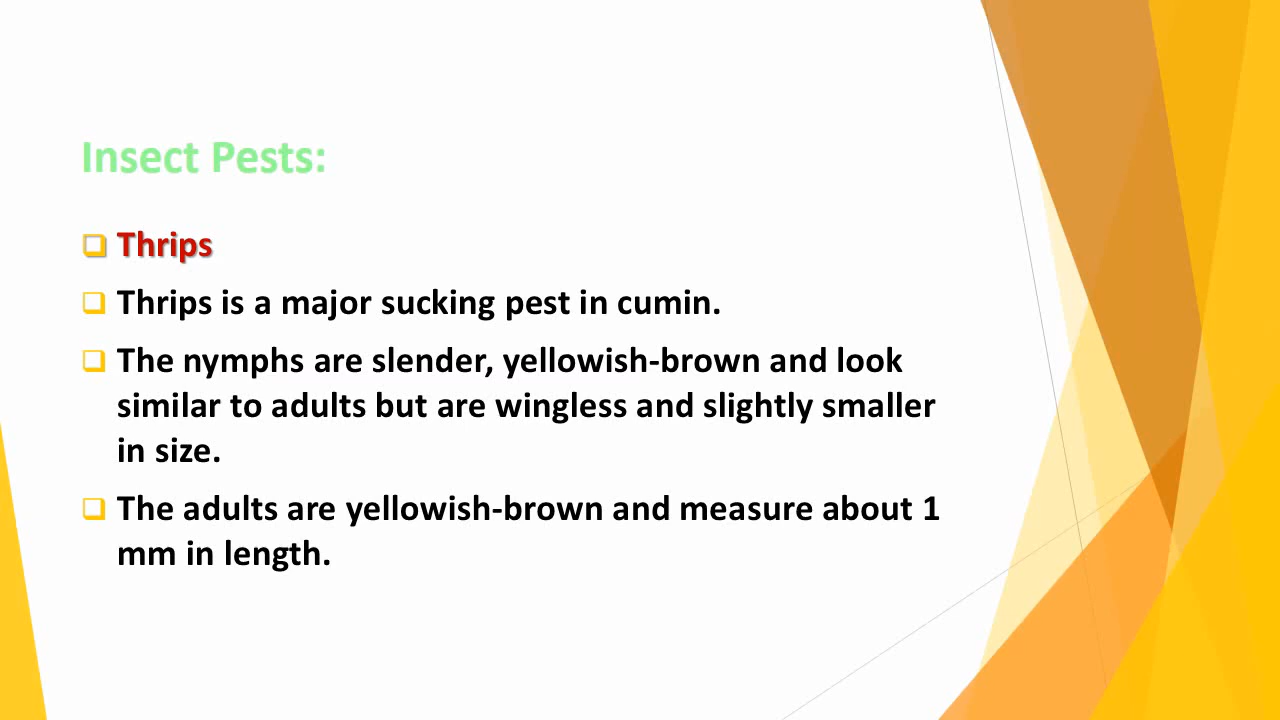 Insect Pests:
Thrips
Thrips is a major sucking pest in cumin.
The nymphs are slender, yellowish-brown and look
similar to adults but are wingless and slightly smaller
in size.
The adults are yellowish-brown and measure about 1
mm in length.